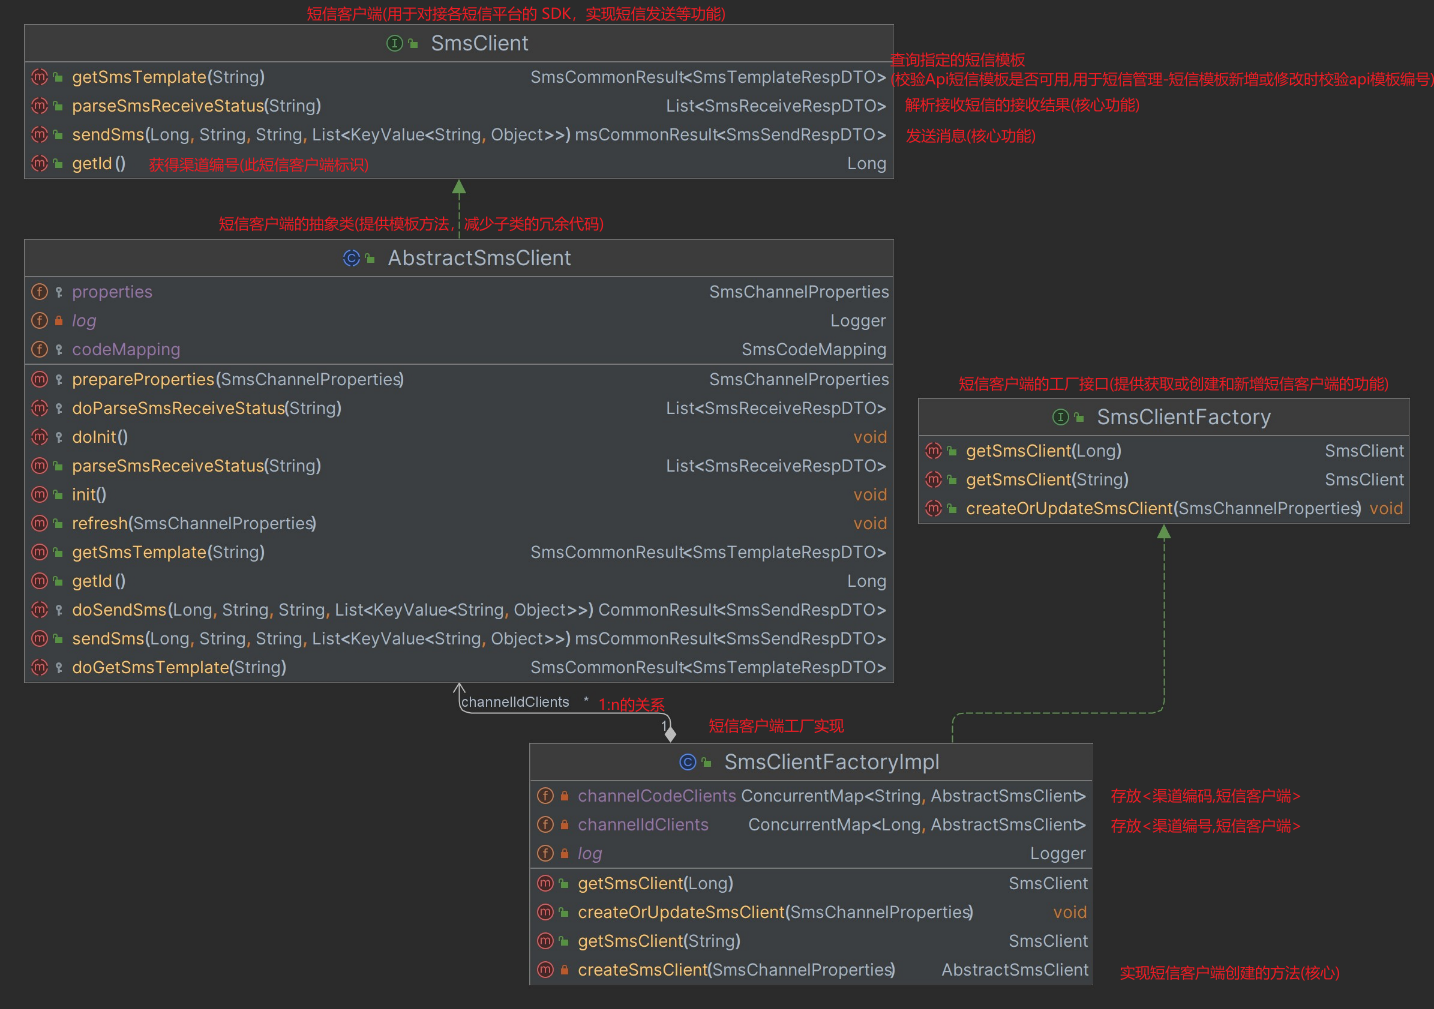 短信客户端(用于对接各短信平台的 SDK，实现短信发送等功能)
SmsClient
getSmsTemplate(String) SmsCommonResult<SmsTemplateRespDTO>
查询指定的短信模板
(校验Api短信模板是否可用,用于短信管理-短信模板新增或修改时校验api模板编号)
parseSmsReceiveStatus(String) List<SmsReceiveRespDTO>
解析接收短信的接收结果(核心功能)
sendSms(Long, String, String, List<KeyValue<String, Object>>) msCommonResult<SmsSendRespDTO>
发送消息(核心功能)
getId() 获得渠道编号(此短信客户端标识) Long
短信客户端的抽象类(提供模板方法，减少子类的冗余代码)
AbstractSmsClient
properties SmsChannelProperties
log Logger
codeMapping SmsCodeMapping
prepareProperties(SmsChannelProperties) SmsChannelProperties
doParseSmsReceiveStatus(String) List<SmsReceiveRespDTO>
doInit() void
parseSmsReceiveStatus(String) List<SmsReceiveRespDTO>
init() void
refresh(SmsChannelProperties) void
getSmsTemplate(String) SmsCommonResult<SmsTemplateRespDTO>
getId() Long
doSendSms(Long, String, String, List<KeyValue<String, Object>>) CommonResult<SmsSendRespDTO>
sendSms(Long, String, String, List<KeyValue<String, Object>>) msCommonResult<SmsSendRespDTO>
doGetSmsTemplate(String) SmsCommonResult<SmsTemplateRespDTO>
短信客户端的工厂接口(提供获取或创建和新增短信客户端的功能)
SmsClientFactory
getSmsClient(Long) SmsClient
getSmsClient(String) SmsClient
createOrUpdateSmsClient(SmsChannelProperties) void
channelIdClients * 1:n的关系
1
短信客户端工厂实现
SmsClientFactoryImpl
channelCodeClients ConcurrentMap<String, AbstractSmsClient> 存放<渠道编码,短信客户端>
channelIdClients ConcurrentMap<Long, AbstractSmsClient> 存放<渠道编号,短信客户端>
log Logger
getSmsClient(Long) SmsClient
createOrUpdateSmsClient(SmsChannelProperties) void
getSmsClient(String) SmsClient
createSmsClient(SmsChannelProperties) AbstractSmsClient 实现短信客户端创建的方法(核心)